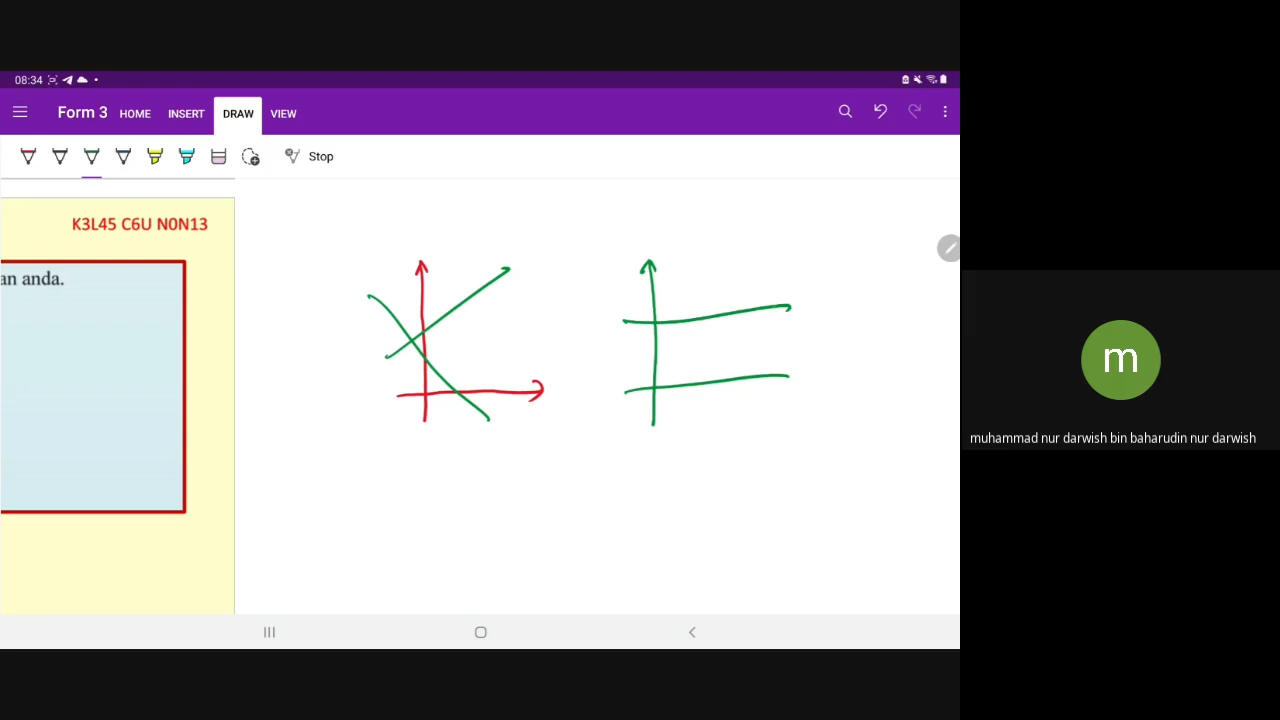 08:34
Form 3 HOME INSERT DRAW VIEW
Stop
K3L45 C6U N0N13
an anda.
m
muhammad nur darwish bin baharudin nur darwish